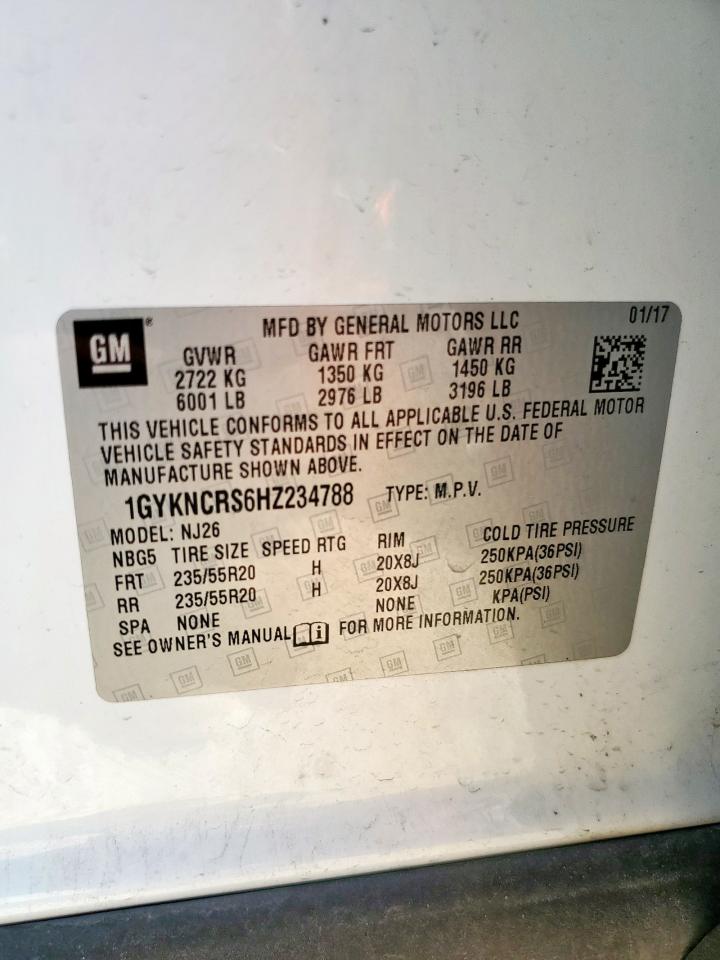 GM® MFD BY GENERAL MOTORS LLC 01/17
GVWR GAWR FRT GAWR RR
2722 KG 1350 KG 1450 KG
6001 LB 2976 LB 3196 LB
THIS VEHICLE CONFORMS TO ALL APPLICABLE U.S. FEDERAL MOTOR
VEHICLE SAFETY STANDARDS IN EFFECT ON THE DATE OF
MANUFACTURE SHOWN ABOVE.
1GYKNCRS6HZ234788 TYPE: M.P.V.
MODEL: NJ26
NBG5 TIRE SIZE SPEED RTG RIM COLD TIRE PRESSURE
FRT 235/55R20 H 20X8J 250KPA(36PSI)
RR 235/55R20 H 20X8J 250KPA(36PSI)
SPA NONE NONE KPA(PSI)
SEE OWNER'S MANUAL FOR MORE INFORMATION.